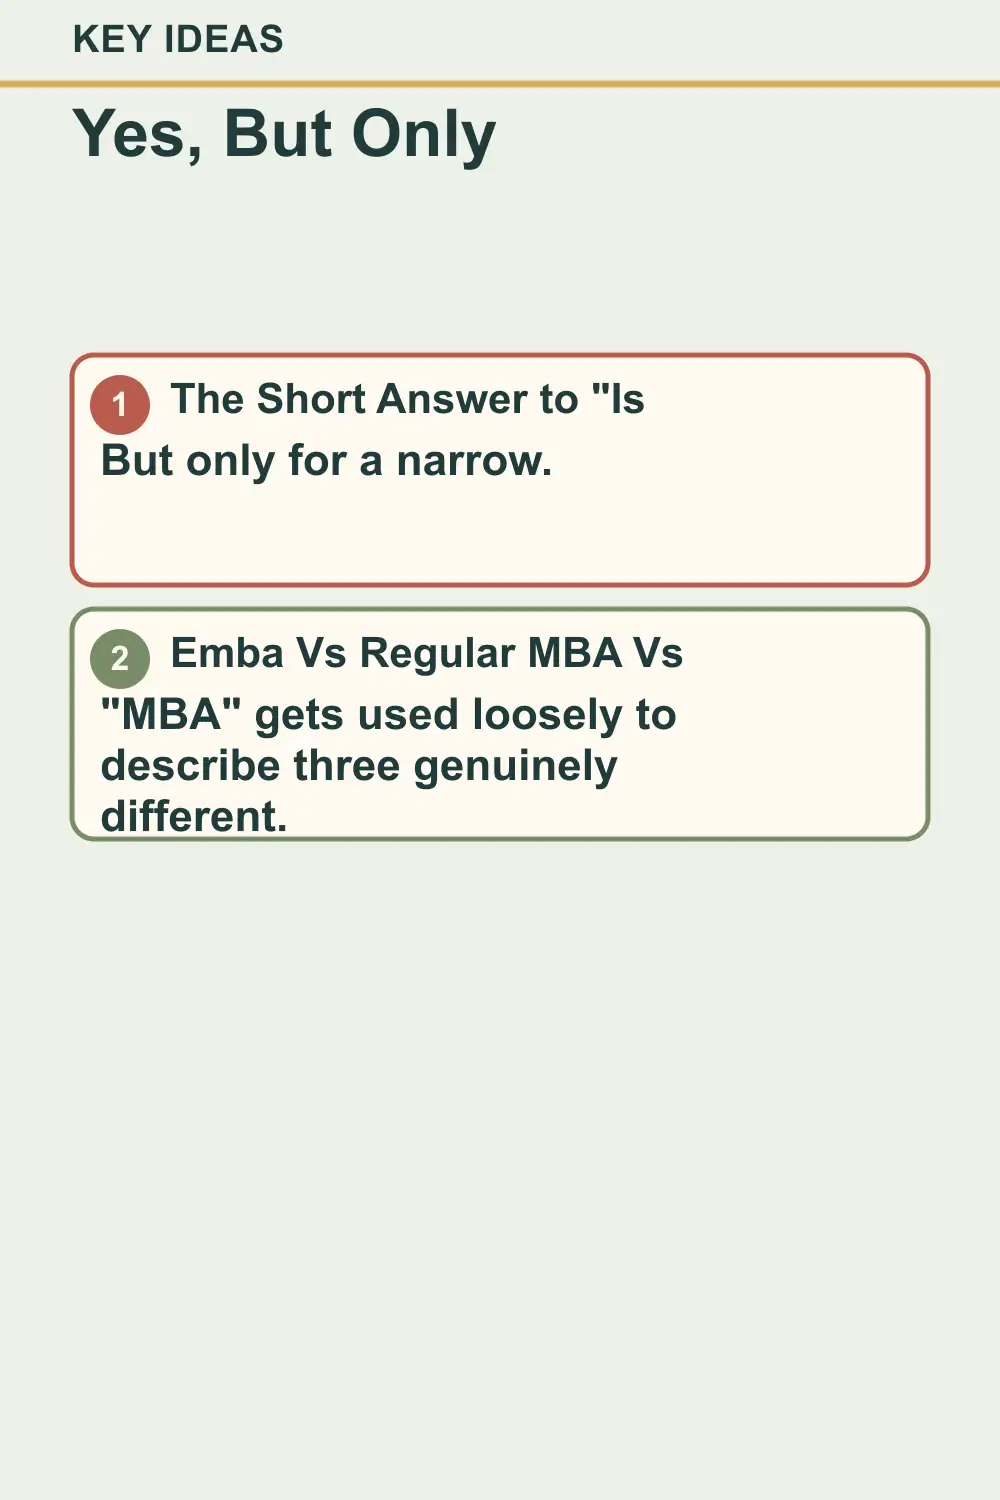 KEY IDEAS
Yes, But Only
1 The Short Answer to "Is
But only for a narrow.
2 Emba Vs Regular MBA Vs
"MBA" gets used loosely to
describe three genuinely
different.